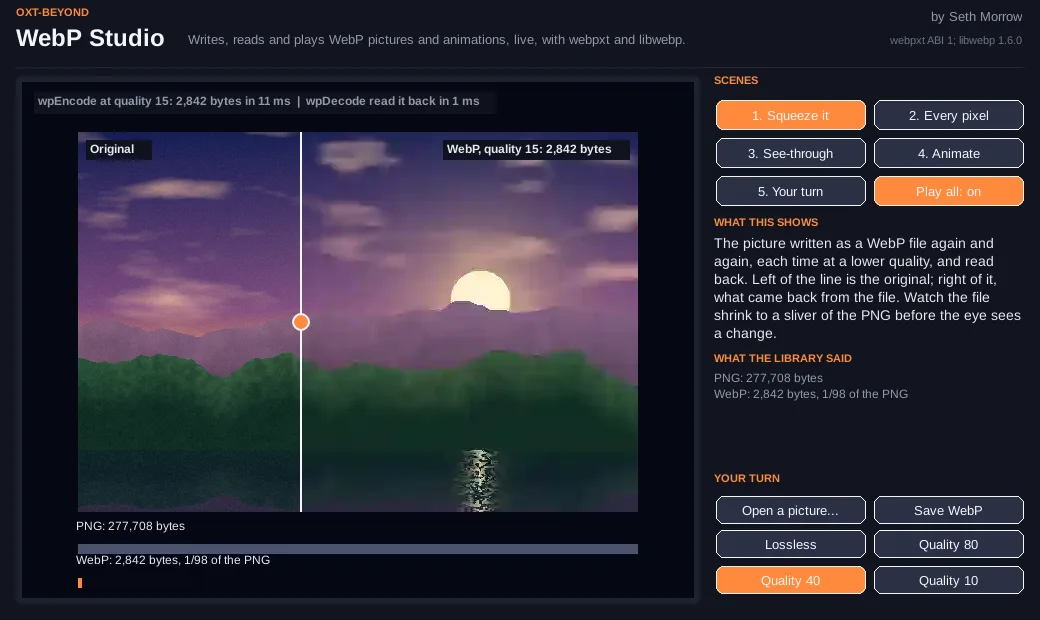 OXT-BEYOND
WebP Studio
Writes, reads and plays WebP pictures and animations, live, with webpxt and libwebp.
by Seth Morrow
webpxt ABI 1; libwebp 1.6.0
wpEncode at quality 15: 2,842 bytes in 11 ms | wpDecode read it back in 1 ms
Original
WebP, quality 15: 2,842 bytes
PNG: 277,708 bytes
WebP: 2,842 bytes, 1/98 of the PNG
SCENES
1. Squeeze it
2. Every pixel
3. See-through
4. Animate
5. Your turn
Play all: on
WHAT THIS SHOWS
The picture written as a WebP file again and
again, each time at a lower quality, and read
back. Left of the line is the original; right of it,
what came back from the file. Watch the file
shrink to a sliver of the PNG before the eye sees
a change.
WHAT THE LIBRARY SAID
PNG: 277,708 bytes
WebP: 2,842 bytes, 1/98 of the PNG
YOUR TURN
Open a picture...
Save WebP
Lossless
Quality 80
Quality 40
Quality 10